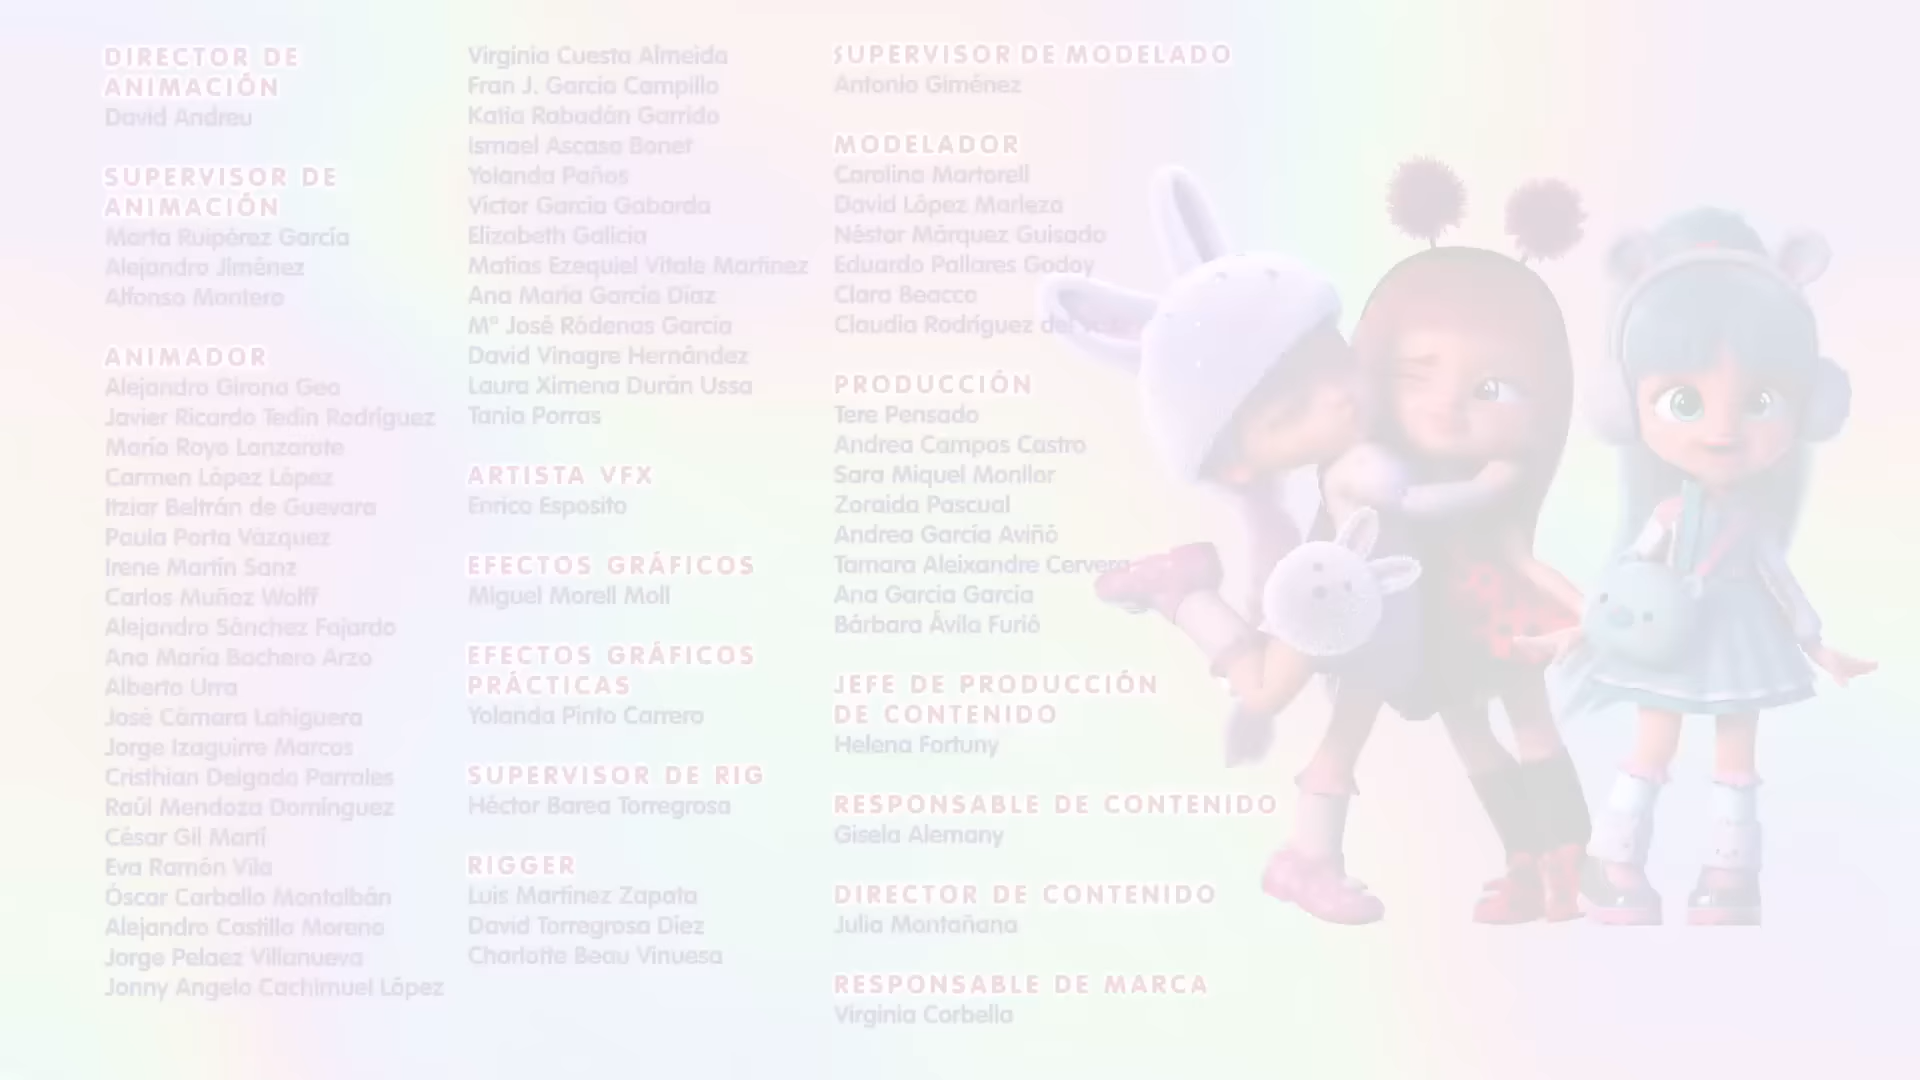 DIRECTOR DE
ANIMACIÓN
David Andreu
SUPERVISOR DE
ANIMACIÓN
Marta Ruipérez García
Alejandro Jiménez
Alfonso Montero
ANIMADOR
Alejandro Girona Gea
Javier Ricardo Tedín Rodríguez
María Royo Lanzarote
Carmen López López
Itziar Beltrán de Guevara
Paula Porta Vázquez
Irene Martín Sanz
Carlos Muñoz Wolff
Alejandro Sánchez Fajardo
Ana María Bachero Arzo
Alberto Urra
José Cámara Lahiguera
Jorge Izaguirre Marcos
Cristhian Delgado Parrales
Raúl Mendoza Domínguez
César Gil Martí
Eva Ramón Vila
Óscar Carballo Montalbán
Alejandro Castillo Moreno
Jorge Pelaez Villanueva
Jonny Angelo Cachimuel López
Virginia Cuesta Almeida
Fran J. García Campillo
Katia Rabadán Garrido
Ismael Ascaso Bonet
Yolanda Paños
Víctor García Gabarda
Elizabeth Galicia
Matías Ezequiel Vitale Martínez
Ana María García Díaz
Mª José Ródenas García
David Vinagre Hernández
Laura Ximena Durán Ussa
Tania Porras
ARTISTA VFX
Enrico Esposito
EFECTOS GRÁFICOS
Miguel Morell Moll
EFECTOS GRÁFICOS
PRÁCTICAS
Yolanda Pinto Carrero
SUPERVISOR DE RIG
Héctor Barea Torregrosa
RIGGER
Luis Martínez Zapata
David Torregrosa Díez
Charlotte Beau Vinuesa
SUPERVISOR DE MODELADO
Antonio Giménez
MODELADOR
Carolina Martorell
David López Marleza
Néstor Márquez Guisado
Eduardo Pallares Godoy
Clara Beacco
Claudia Rodríguez del
PRODUCCIÓN
Tere Pensado
Andrea Campos Castro
Sara Miquel Monllor
Zoraida Pascual
Andrea García Aviñó
Tamara Aleixandre Cervera
Ana García García
Bárbara Ávila Furió
JEFE DE PRODUCCIÓN
DE CONTENIDO
Helena Fortuny
RESPONSABLE DE CONTENIDO
Gisela Alemany
DIRECTOR DE CONTENIDO
Julia Montañana
RESPONSABLE DE MARCA
Virginia Corbella